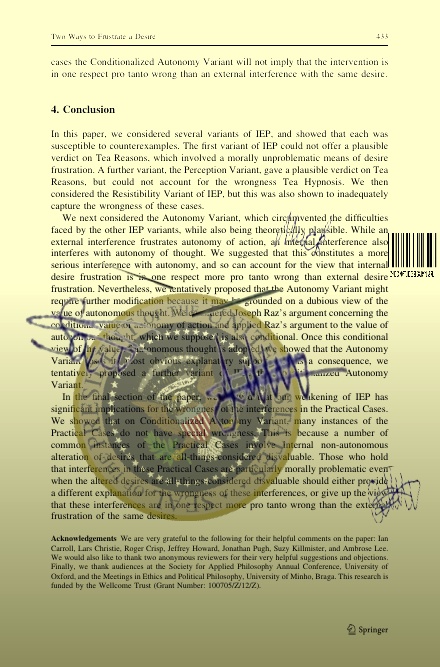 Two Ways to Frustrate a Desire 433
cases the Conditionalized Autonomy Variant will not imply that the intervention is
in one respect pro tanto wrong than an external interference with the same desire.
4. Conclusion
In this paper, we considered several variants of IEP, and showed that each was
susceptible to counterexamples. The first variant of IEP could not offer a plausible
verdict on Tea Reasons, which involved a morally unproblematic means of desire
frustration. A further variant, the Perception Variant, gave a plausible verdict on Tea
Reasons, but could not account for the wrongness Tea Hypnosis. We then
considered the Resistibility Variant of IEP, but this was also shown to inadequately
capture the wrongness of these cases.
We next considered the Autonomy Variant, which circumvented the difficulties
faced by the other IEP variants, while also being theoretically plausible. While an
external interference frustrates autonomy of action, an internal interference also
interferes with autonomy of thought. We suggested that this constitutes a more
serious interference with autonomy, and so can account for the view that internal
desire frustration is in one respect more pro tanto wrong than external desire
frustration. Nevertheless, we tentatively proposed that the Autonomy Variant might
require further modification because it may be grounded on a dubious view of the
value of autonomous thought. We considered Joseph Raz's argument concerning the
conditional value of autonomy of action and applied Raz's argument to the value of
autonomous thought, which we suppose is also conditional. Once this conditional
view of the value of autonomous thought is adopted, we showed that the Autonomy
Variant most obvious explanatory a consequence, we
tentatively proposed a further variant
Variant.
In the final section of the paper, weakening of IEP has
significant implications for the wrongness of the interferences in the Practical Cases.
We showed that on Conditionalized Autonomy Variant, many instances of the
Practical Cases do not have special wrongness. This is because a number of
common instances of the Practical Cases involve internal non-autonomous
alteration of desires that are all-things-considered disvaluable. Those who hold
that interferences in these Practical Cases are particularly morally problematic even
when the altered desires are all-things-considered disvaluable should either provide
a different explanation for the wrongness of these interferences, or give up the view
that these interferences are in one respect more pro tanto wrong than the external
frustration of the same desires.
Acknowledgements We are very grateful to the following for their helpful comments on the paper: Ian
Carroll, Lars Christie, Roger Crisp, Jeffrey Howard, Jonathan Pugh, Suzy Killmister, and Ambrose Lee.
We would also like to thank two anonymous reviewers for their very helpful suggestions and objections.
Finally, we thank audiences at the Society for Applied Philosophy Annual Conference, University of
Oxford, and the Meetings in Ethics and Political Philosophy, University of Minho, Braga. This research is
funded by the Wellcome Trust (Grant Number: 100705/Z/12/Z).
Springer